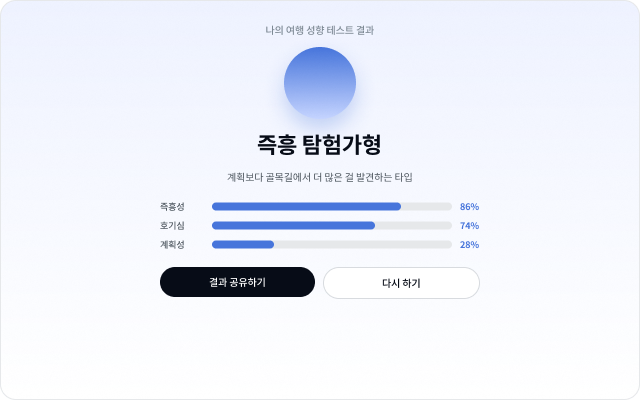 나의 여행 성향 테스트 결과
즉흥 탐험가형
계획보다 골목길에서 더 많은 걸 발견하는 타입
즉흥성 86%
호기심 74%
계획성 28%
결과 공유하기 다시 하기